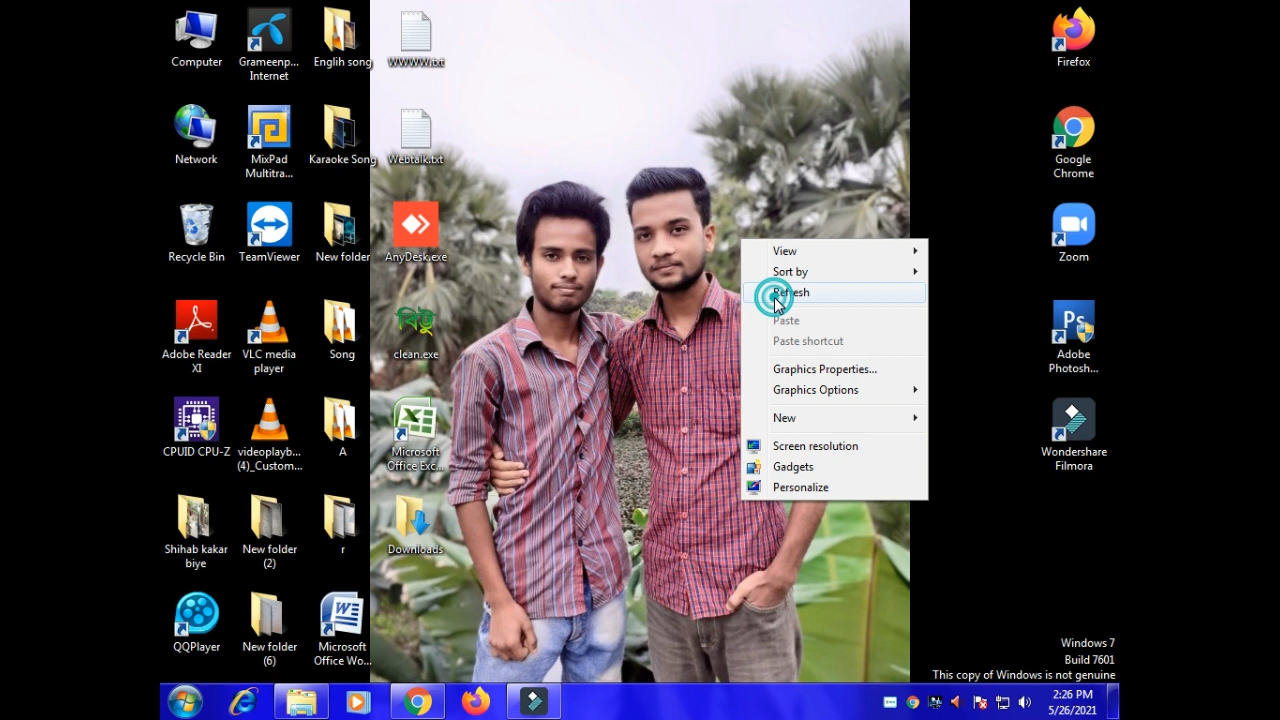 Computer
Grameenp...
Internet
Englih song
WWWW.txt
Firefox
Network
MixPad
Multitra...
Karaoke Song
Webtalk.txt
Google
Chrome
Recycle Bin
TeamViewer
New folder
AnyDesk.exe
Zoom
Adobe Reader
XI
VLC media
player
Song
বিট্টু
clean.exe
Ps
Adobe
Photosh...
CPUID CPU-Z
videoplayb...
(4)_Custom...
A
Microsoft
Office Exc...
Wondershare
Filmora
Shihab kakar
biye
New folder
(2)
r
Downloads
QQPlayer
New folder
(6)
Microsoft
Office Wo...
View
Sort by
Refresh
Paste
Paste shortcut
Graphics Properties...
Graphics Options
New
Screen resolution
Gadgets
Personalize
Windows 7
Build 7601
This copy of Windows is not genuine
2:26 PM
5/26/2021